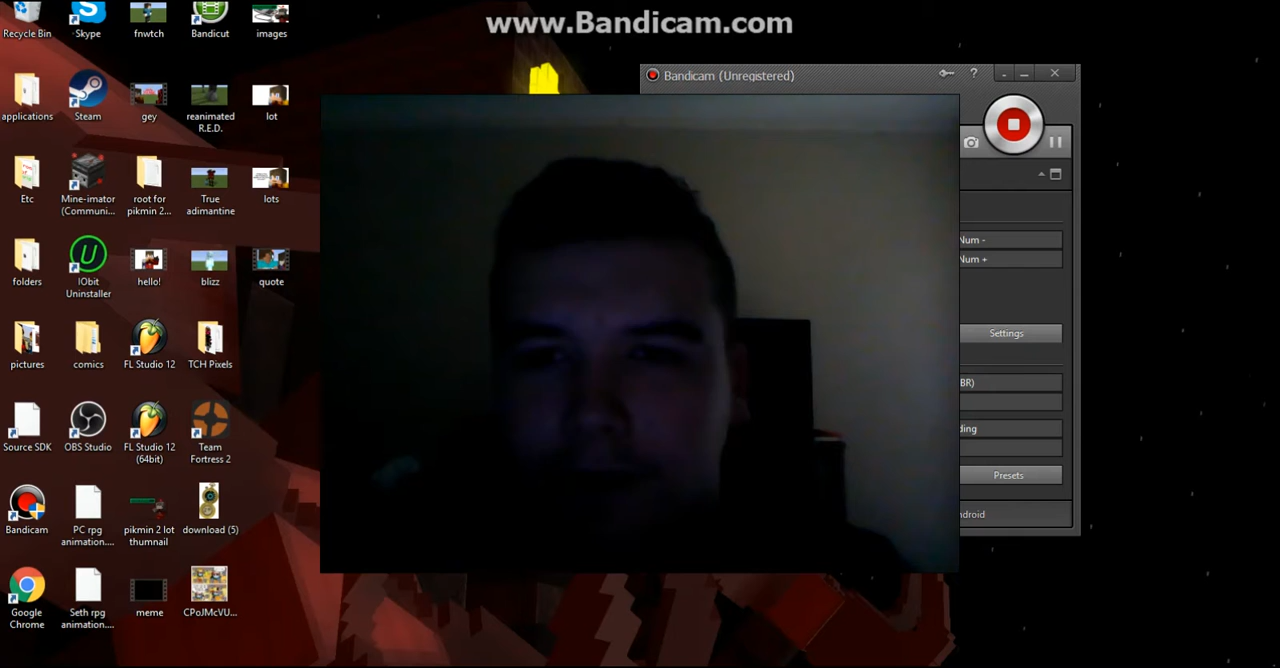 www.Bandicam.com
Bandicam (Unregistered)
?
Recycle Bin
Skype
fnwtch
Bandicut
images
applications
Steam
gey
reanimated
R.E.D.
lot
Etc
Mine-imator
(Communi...
root for
pikmin 2...
True
adimantine
lots
folders
IObit
Uninstaller
hello!
blizz
quote
pictures
comics
FL Studio 12
TCH Pixels
Source SDK
OBS Studio
FL Studio 12
(64bit)
Team
Fortress 2
Bandicam
PC rpg
animation....
pikmin 2 lot
thumnail
download (5)
Google
Chrome
Seth rpg
animation....
meme
CPoJMcVU...
Num -
Num +
Settings
BR)
ding
Presets
ndroid